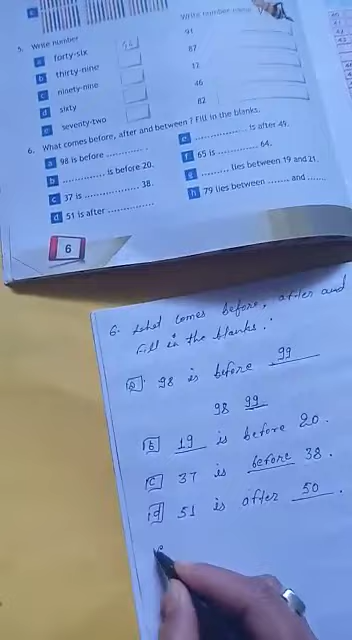 Write number name
5. Write number
a forty-six
b thirty-nine
c ninety-nine
d sixty
e seventy-two
91
87
12
46
82
6. What comes before, after and between ? Fill in the blanks.
a 98 is before ............
b ............ is before 20.
c 37 is ............ 38.
d 51 is after ............
e ............ is after 49.
f 65 is ............ 64.
g ............ lies between 19 and 21.
h 79 lies between ........ and ........
6
6. What comes before, after and
Fill in the blanks.
a 98 is before 99
98 99
b 19 is before 20.
c 37 is before 38.
d 51 is after 50.